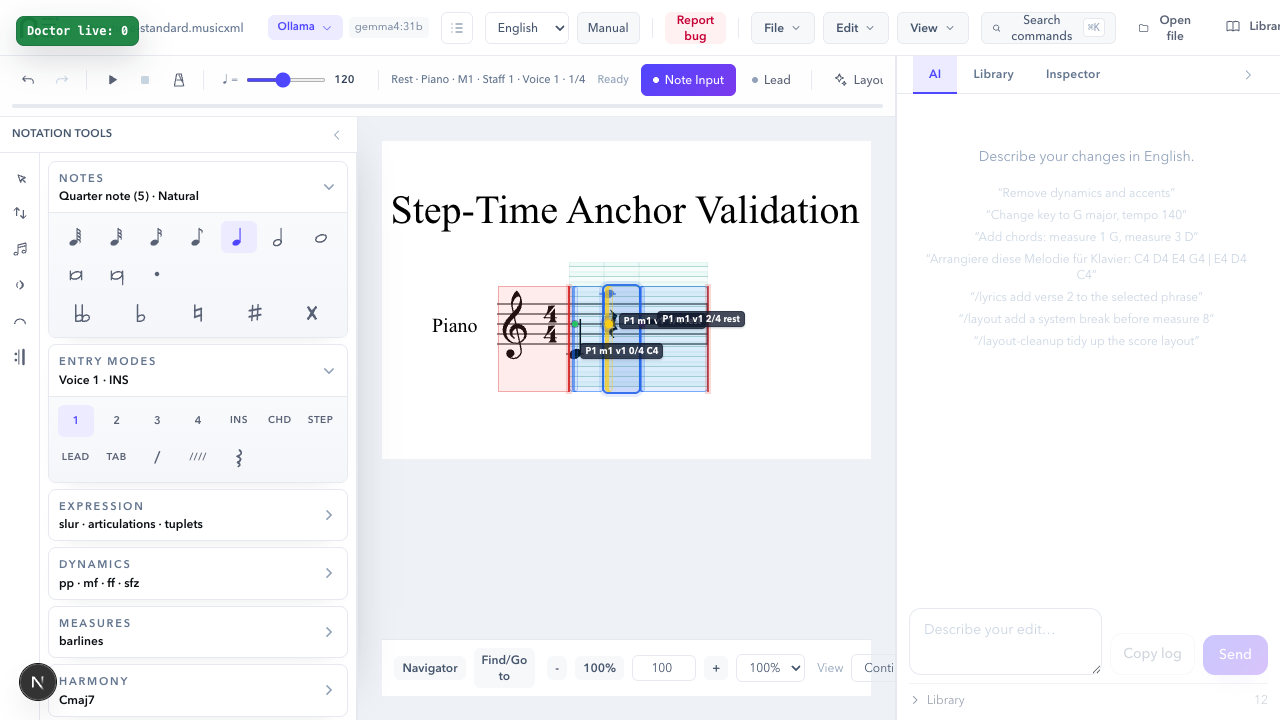 Doctor live: 0
standard.musicxml
Ollama
gemma4:31b
English
Manual
Report bug
File
Edit
View
Search commands
⌘K
Open file
♩ =
120
Rest · Piano · M1 · Staff 1 · Voice 1 · 1/4
Ready
Note Input
Lead
AI
Library
Inspector
NOTATION TOOLS
NOTES
Quarter note (5) · Natural
ENTRY MODES
Voice 1 · INS
1
2
3
4
INS
CHD
STEP
LEAD
TAB
/
////
EXPRESSION
slur · articulations · tuplets
DYNAMICS
pp · mf · ff · sfz
MEASURES
barlines
HARMONY
Cmaj7
N
Step-Time Anchor Validation
Piano
4
4
P1 m1 v
P1 m1 v1 2/4 rest
P1 m1 v1 0/4 C4
Navigator
Find/Go to
-
100%
100
+
100%
View
Describe your changes in English.
“Remove dynamics and accents”
“Change key to G major, tempo 140”
“Add chords: measure 1 G, measure 3 D”
“Arrangiere diese Melodie für Klavier: C4 D4 E4 G4 | E4 D4
C4”
“/lyrics add verse 2 to the selected phrase”
“/layout add a system break before measure 8”
“/layout-cleanup tidy up the score layout”
Describe your edit…
Copy log
Send
Library
12